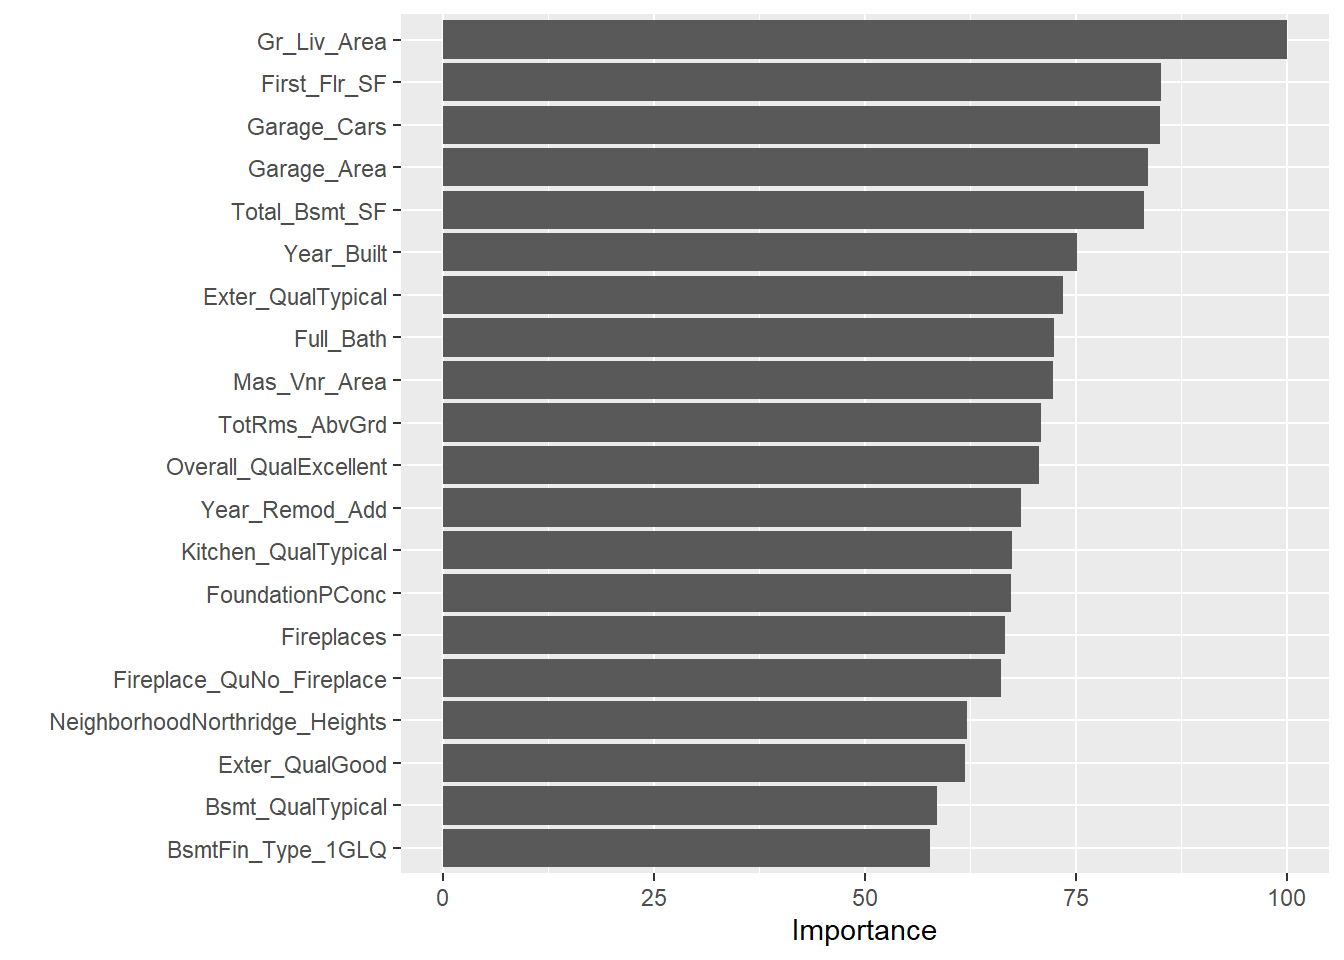 Gr_Liv_Area
First_Flr_SF
Garage_Cars
Garage_Area
Total_Bsmt_SF
Year_Built
Exter_QualTypical
Full_Bath
Mas_Vnr_Area
TotRms_AbvGrd
Overall_QualExcellent
Year_Remod_Add
Kitchen_QualTypical
FoundationPConc
Fireplaces
Fireplace_QuNo_Fireplace
NeighborhoodNorthridge_Heights
Exter_QualGood
Bsmt_QualTypical
BsmtFin_Type_1GLQ
0 25 50 75 100
Importance